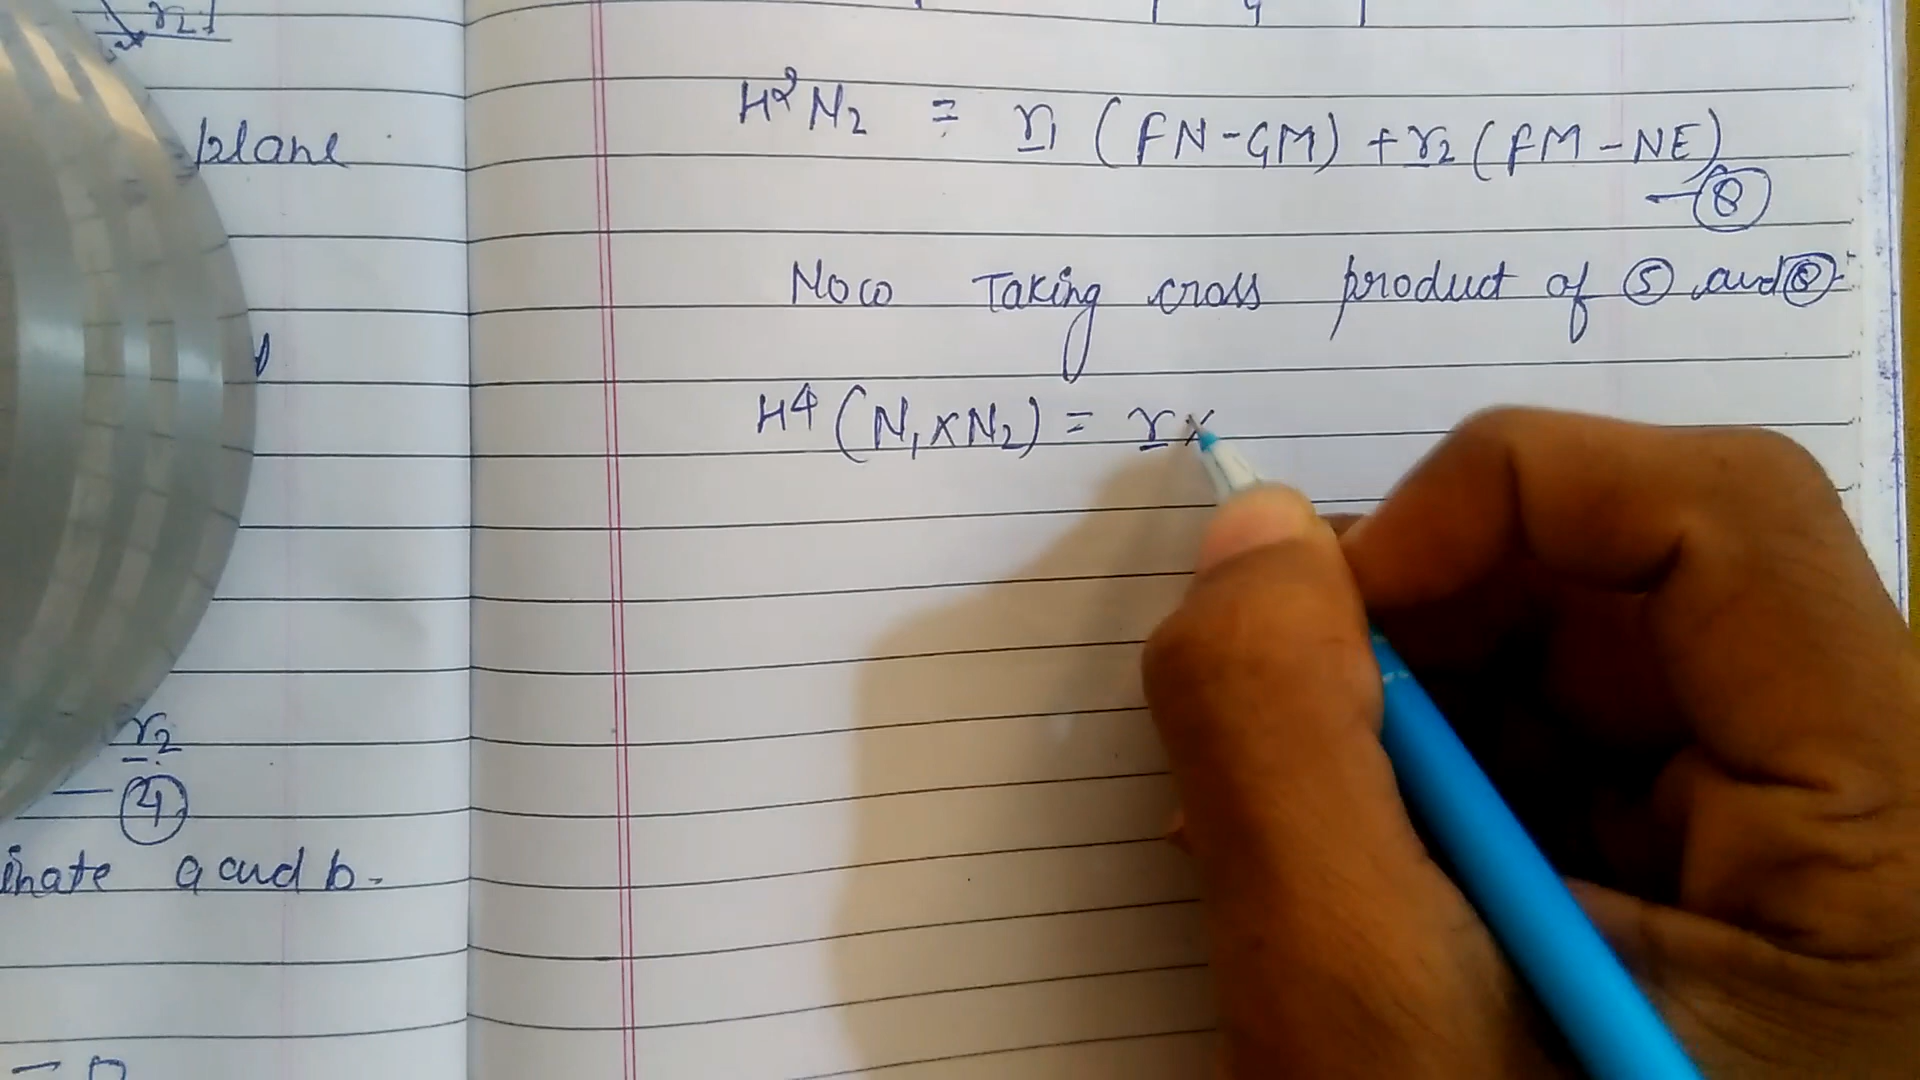 r2
plane
r2
4
inate a and b.
H²N2 = r1 (FN-GM) + r2 (FM-NE)
— 8
Now Taking cross product of 5 and 8
H⁴ (N1 x N2) = r x